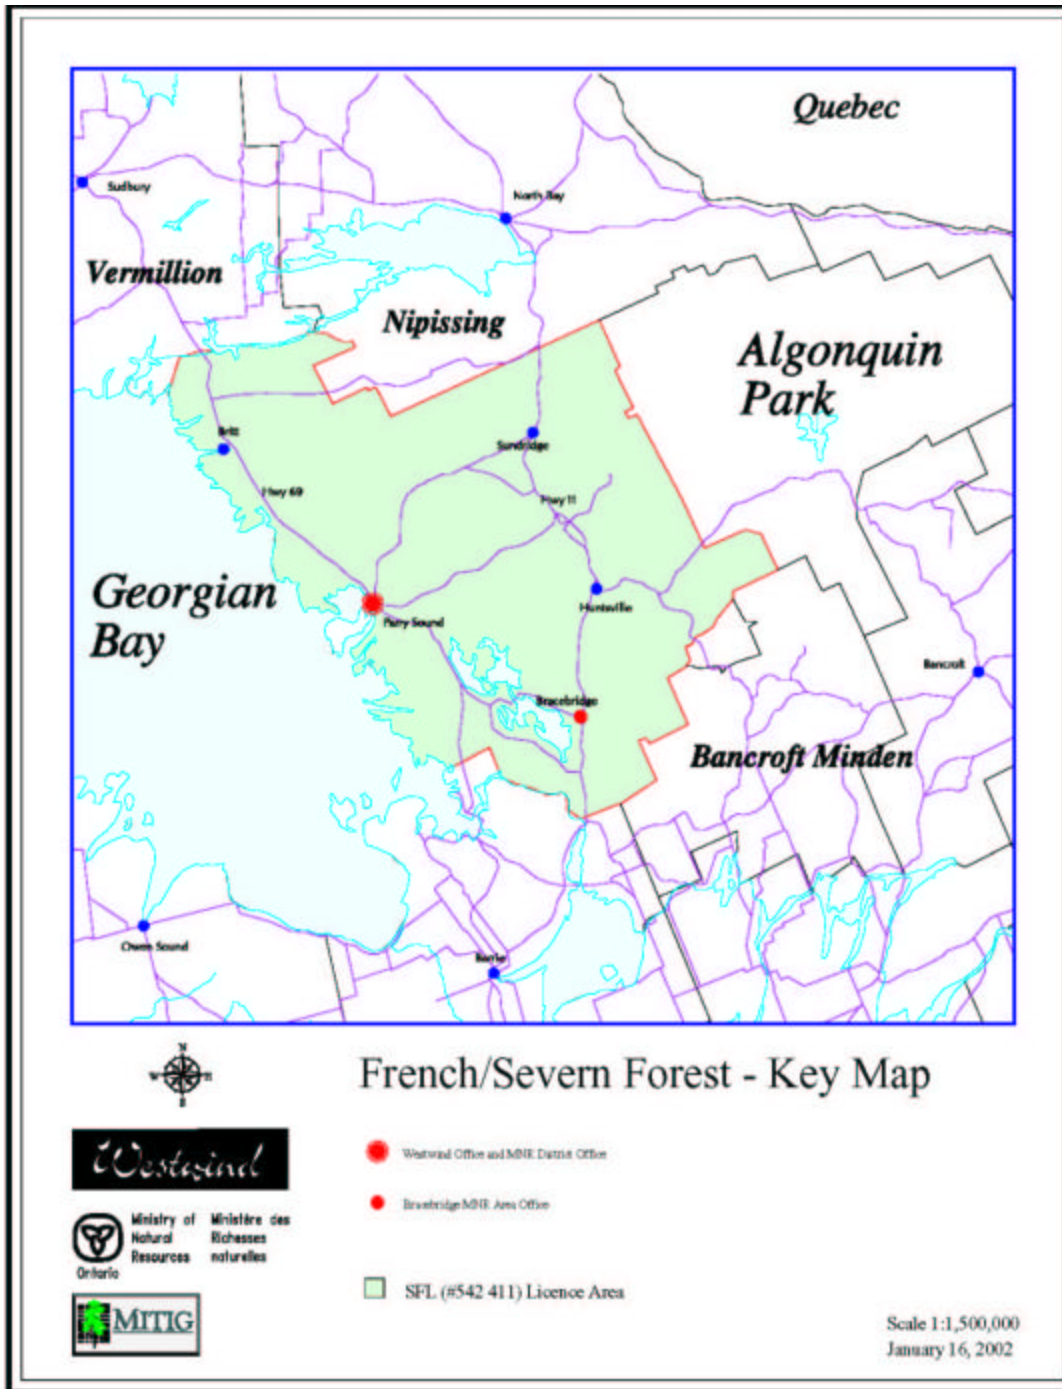 Quebec
Sudbury
North Bay
Vermillion
Nipissing
Algonquin
Park
Britt
Sundridge
Hwy 69
Hwy 11
Georgian
Bay
Huntsville
Parry Sound
Bancroft
Bracebridge
Bancroft Minden
Owen Sound
Barrie
N
W E
S
French/Severn Forest - Key Map
Westwind
Westwind Office and MNR District Office
Bracebridge MNR Area Office
Ministry of Ministère des
Natural Richesses
Resources naturelles
Ontario
SFL (#542 411) Licence Area
MITIG
Scale 1:1,500,000
January 16, 2002